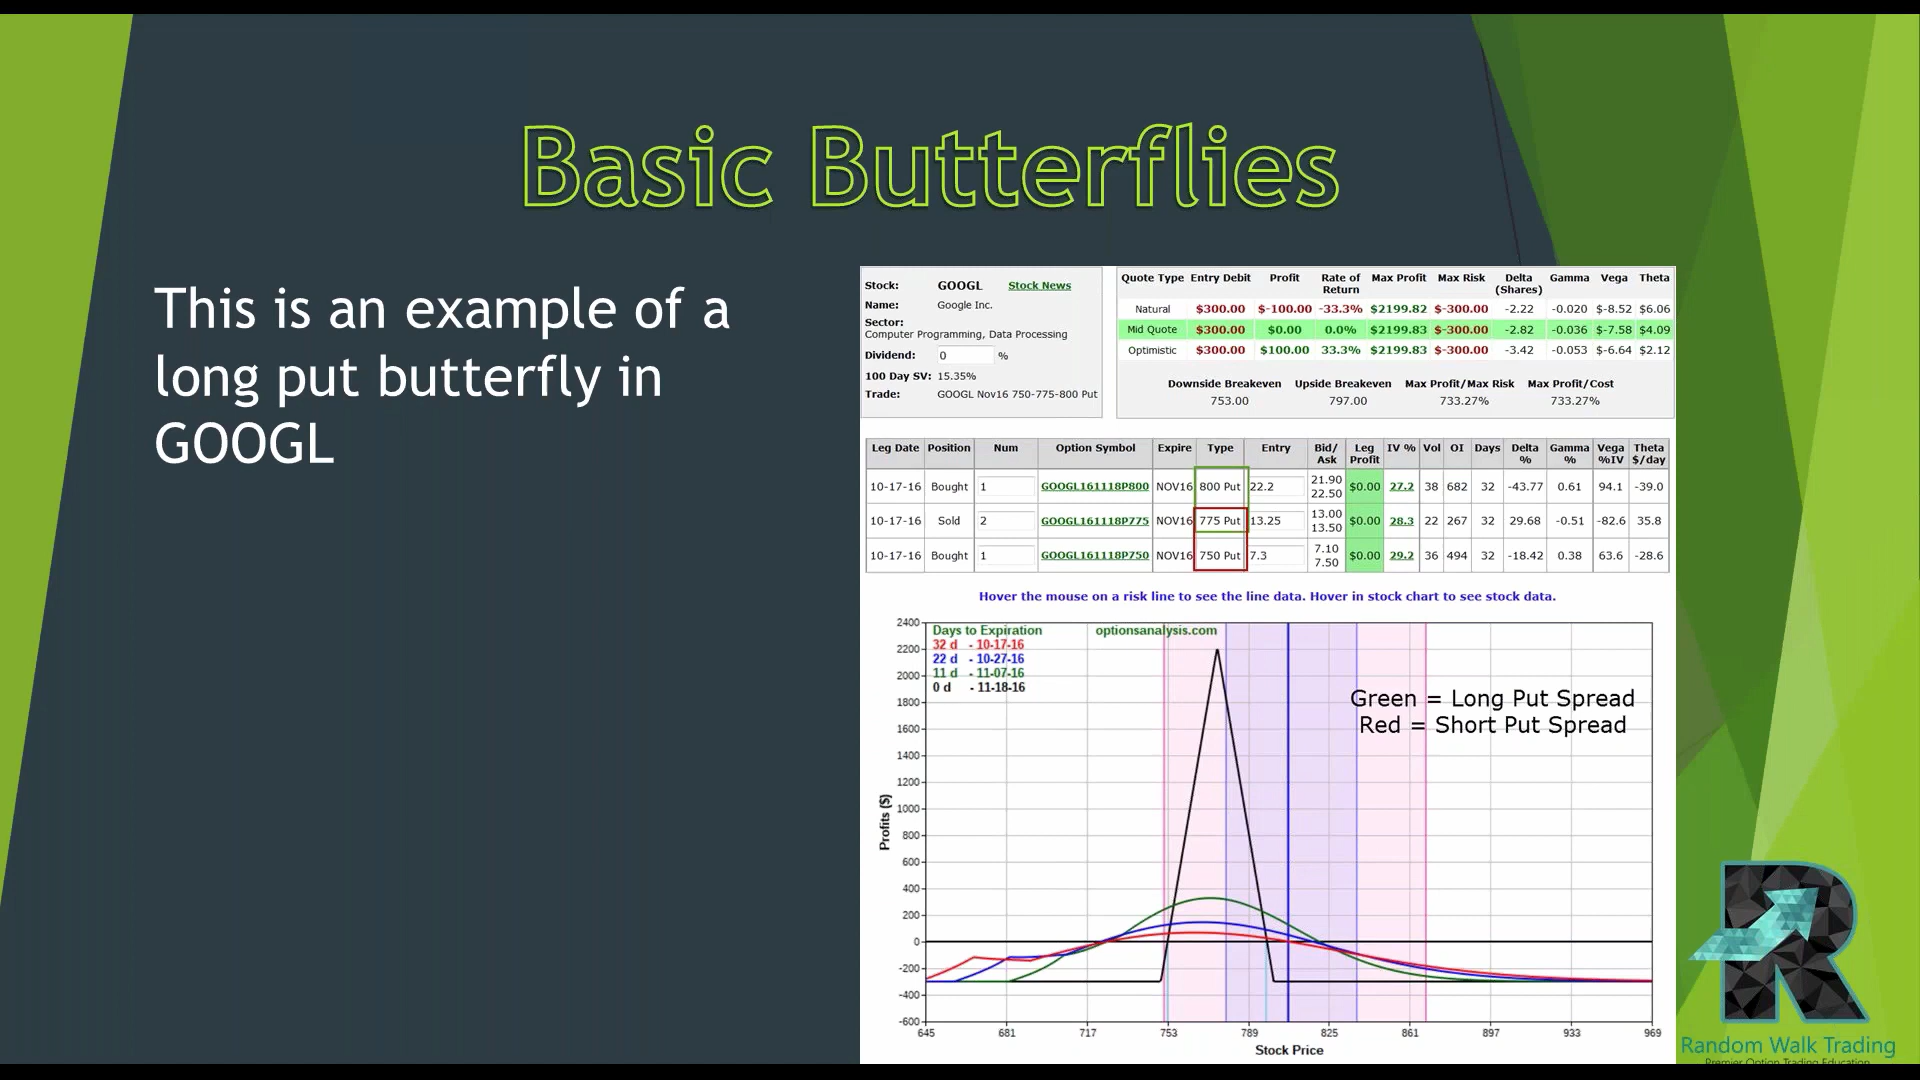 Basic Butterflies
This is an example of a
long put butterfly in
GOOGL
Stock: GOOGL Stock News
Name: Google Inc.
Sector:
Computer Programming, Data Processing
Dividend: 0 %
100 Day SV: 15.35%
Trade: GOOGL Nov16 750-775-800 Put
Quote Type Entry Debit Profit Rate of Return Max Profit Max Risk Delta (Shares) Gamma Vega Theta
Natural $300.00 $-100.00 -33.3% $2199.82 $-300.00 -2.22 -0.020 $-8.52 $6.06
Mid Quote $300.00 $0.00 0.0% $2199.83 $-300.00 -2.82 -0.036 $-7.58 $4.09
Optimistic $300.00 $100.00 33.3% $2199.83 $-300.00 -3.42 -0.053 $-6.64 $2.12
Downside Breakeven Upside Breakeven Max Profit/Max Risk Max Profit/Cost
753.00 797.00 733.27% 733.27%
Leg Date Position Num Option Symbol Expire Type Entry Bid/ Ask Leg Profit IV % Vol OI Days Delta % Gamma % Vega %IV Theta $/day
10-17-16 Bought 1 GOOGL161118P800 NOV16 800 Put 22.2 21.90 22.50 $0.00 27.2 38 682 32 -43.77 0.61 94.1 -39.0
10-17-16 Sold 2 GOOGL161118P775 NOV16 775 Put 13.25 13.00 13.50 $0.00 28.3 22 267 32 29.68 -0.51 -82.6 35.8
10-17-16 Bought 1 GOOGL161118P750 NOV16 750 Put 7.3 7.10 7.50 $0.00 29.2 36 494 32 -18.42 0.38 63.6 -28.6
Hover the mouse on a risk line to see the line data. Hover in stock chart to see stock data.
Days to Expiration optionsanalysis.com
32 d - 10-17-16
22 d - 10-27-16
11 d - 11-07-16
0 d - 11-18-16
Green = Long Put Spread
Red = Short Put Spread
Profits ($)
2400
2200
2000
1800
1600
1400
1200
1000
800
600
400
200
0
-200
-400
-600
645 681 717 753 789 825 861 897 933 969
Stock Price
R
Random Walk Trading
Premier Option Trading Education